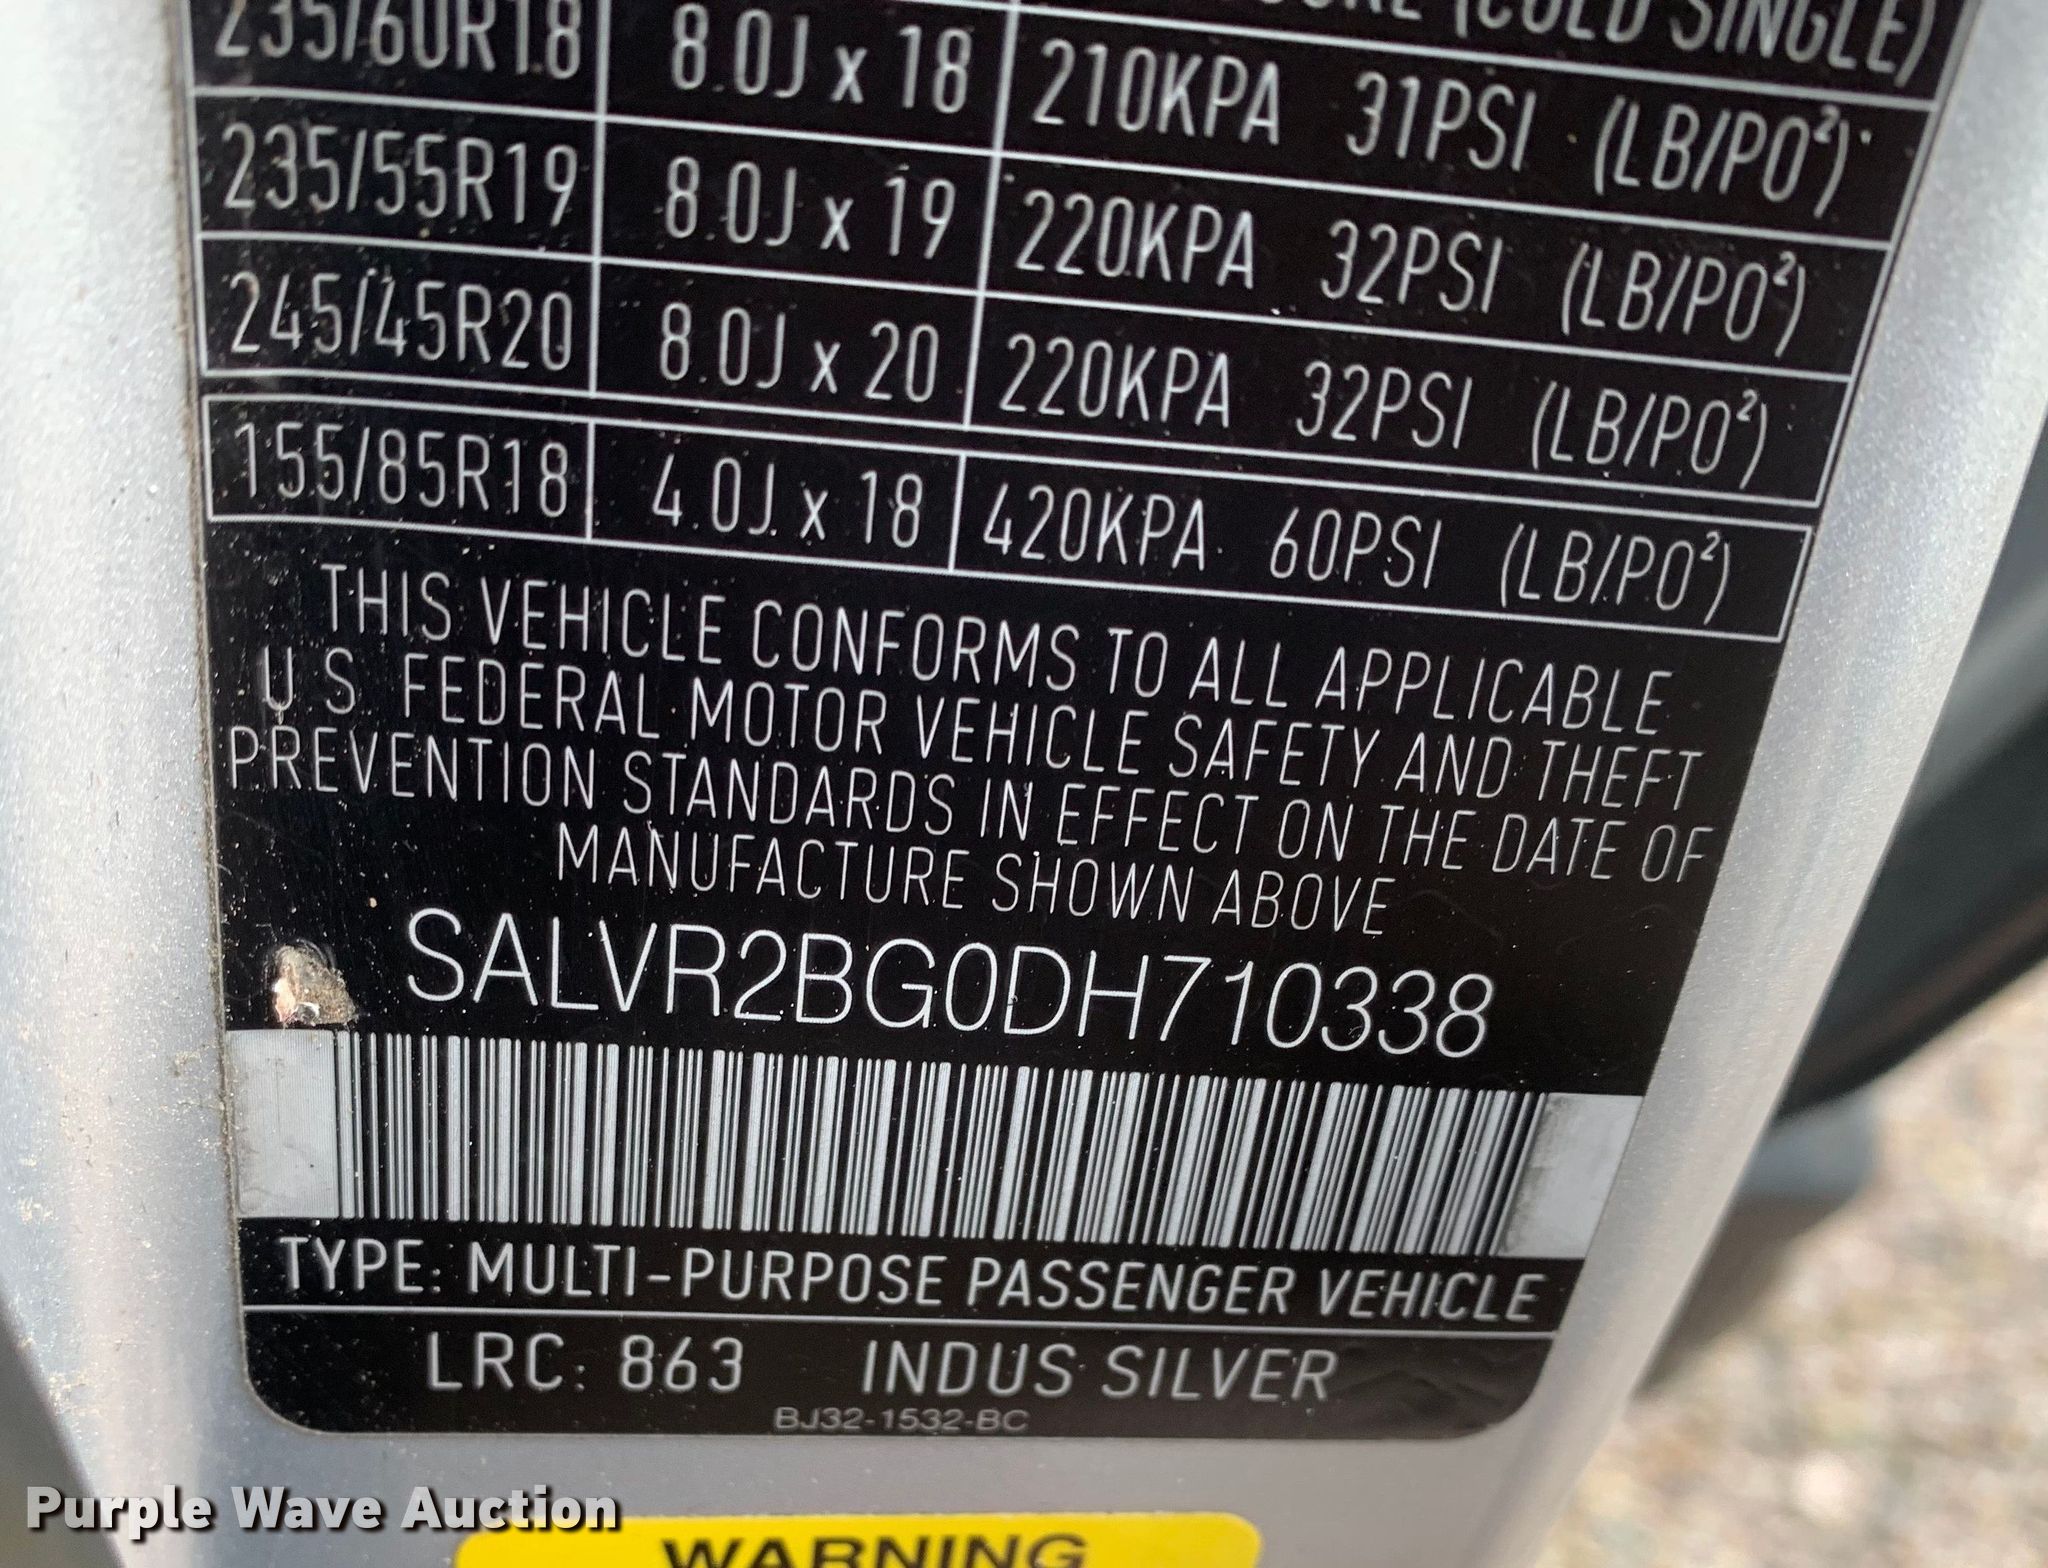 (COLD SINGLE)
235/60R18 8.0J x 18 210KPA 31PSI (LB/PO²)
235/55R19 8.0J x 19 220KPA 32PSI (LB/PO²)
245/45R20 8.0J x 20 220KPA 32PSI (LB/PO²)
155/85R18 4.0J x 18 420KPA 60PSI (LB/PO²)
THIS VEHICLE CONFORMS TO ALL APPLICABLE
U.S. FEDERAL MOTOR VEHICLE SAFETY AND THEFT
PREVENTION STANDARDS IN EFFECT ON THE DATE OF
MANUFACTURE SHOWN ABOVE
SALVR2BG0DH710338
TYPE: MULTI-PURPOSE PASSENGER VEHICLE
LRC: 863 INDUS SILVER
BJ32-1532-BC
Purple Wave Auction
WARNING